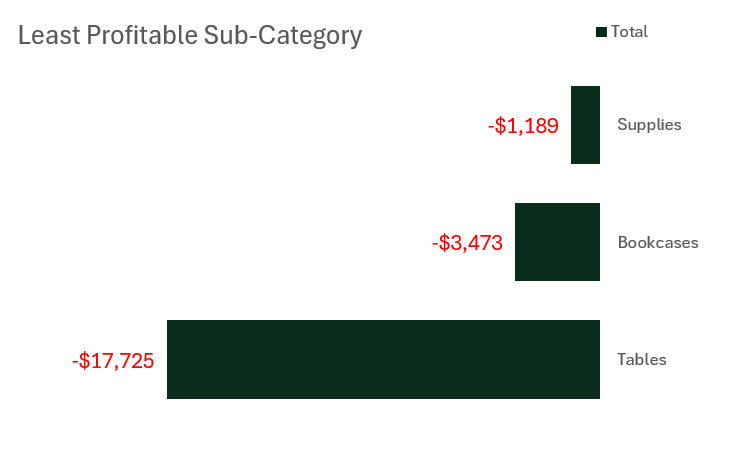 Least Profitable Sub-Category
Total
-$1,189 Supplies
-$3,473 Bookcases
-$17,725 Tables